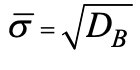 σ̅ = √D_B